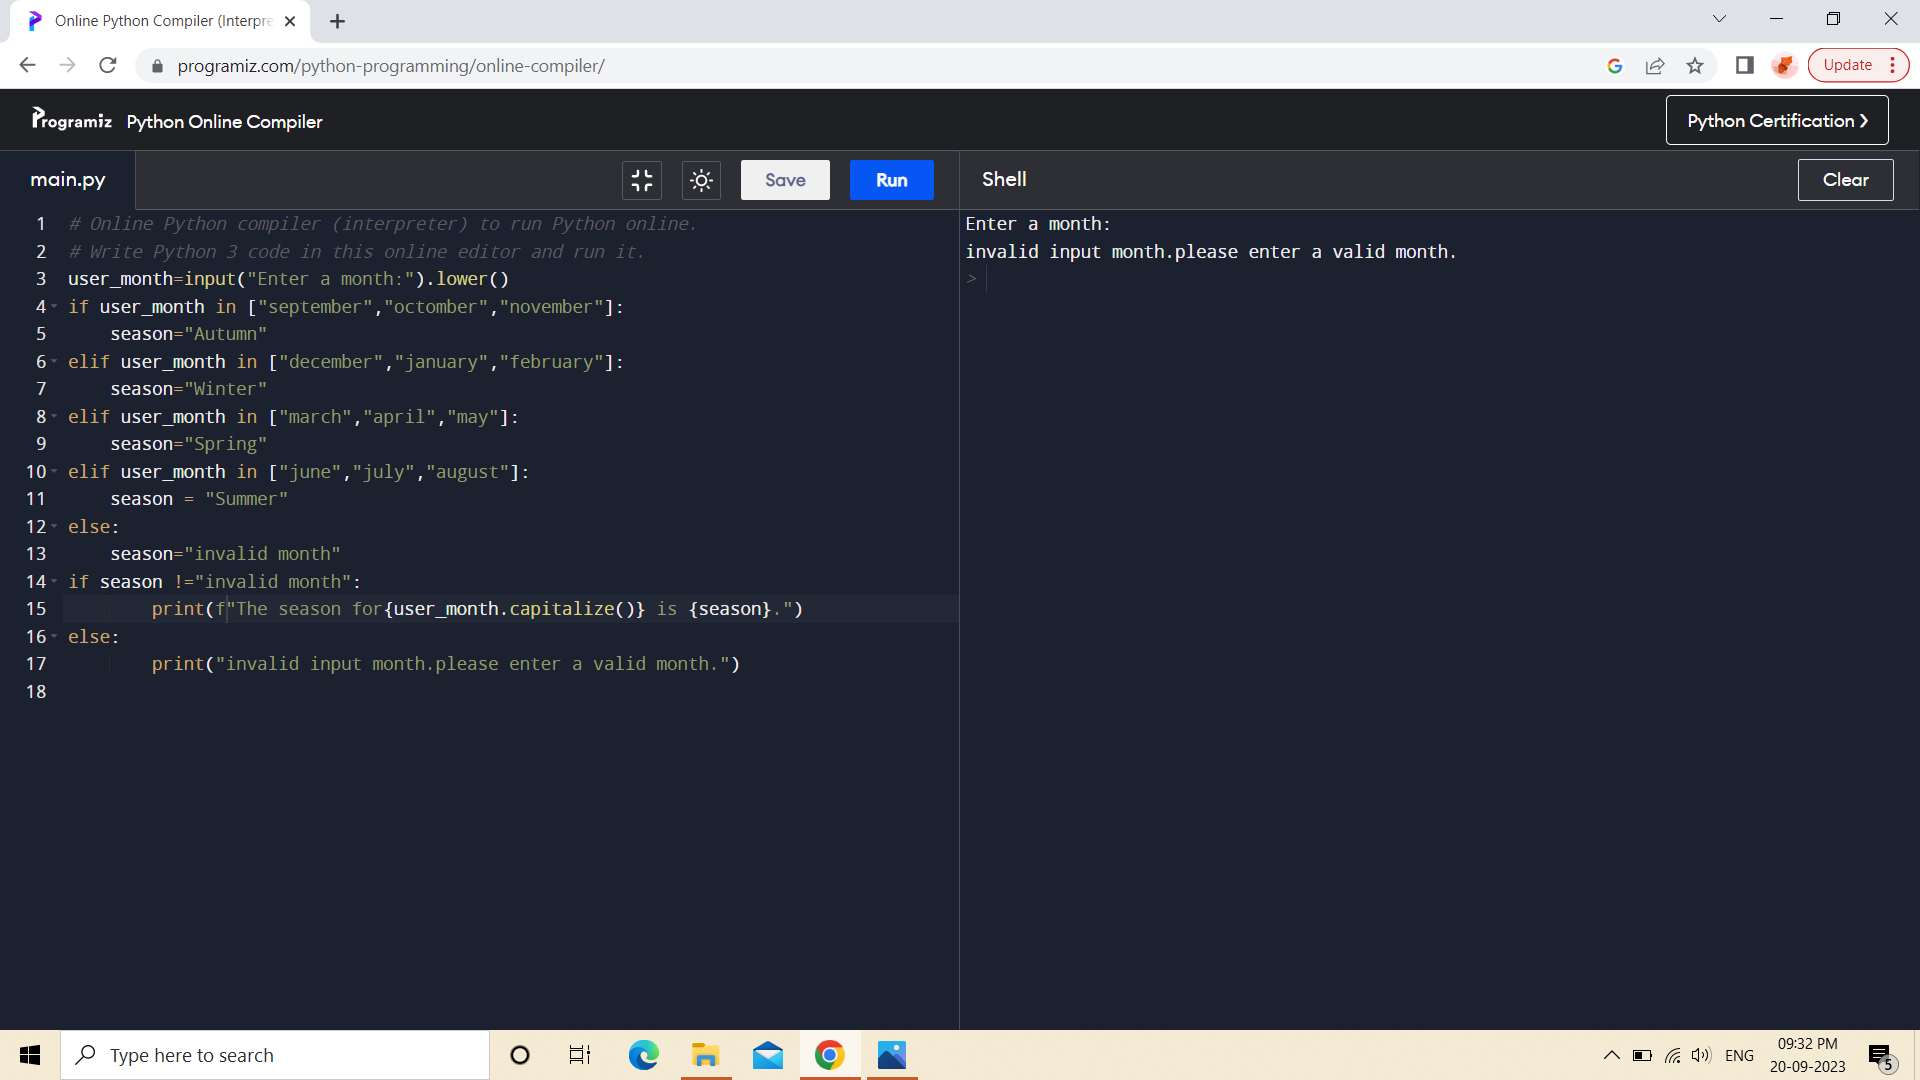 Online Python Compiler (Interpre
programiz.com/python-programming/online-compiler/
Update
Programiz Python Online Compiler
Python Certification
main.py
Save
Run
Shell
Clear
1 # Online Python compiler (interpreter) to run Python online.
2 # Write Python 3 code in this online editor and run it.
3 user_month=input("Enter a month:").lower()
4 if user_month in ["september","octomber","november"]:
5     season="Autumn"
6 elif user_month in ["december","january","february"]:
7     season="Winter"
8 elif user_month in ["march","april","may"]:
9     season="Spring"
10 elif user_month in ["june","july","august"]:
11     season = "Summer"
12 else:
13     season="invalid month"
14 if season !="invalid month":
15         print(f"The season for{user_month.capitalize()} is {season}.")
16 else:
17         print("invalid input month.please enter a valid month.")
18
Enter a month:
invalid input month.please enter a valid month.
>
Type here to search
ENG
09:32 PM
20-09-2023
5